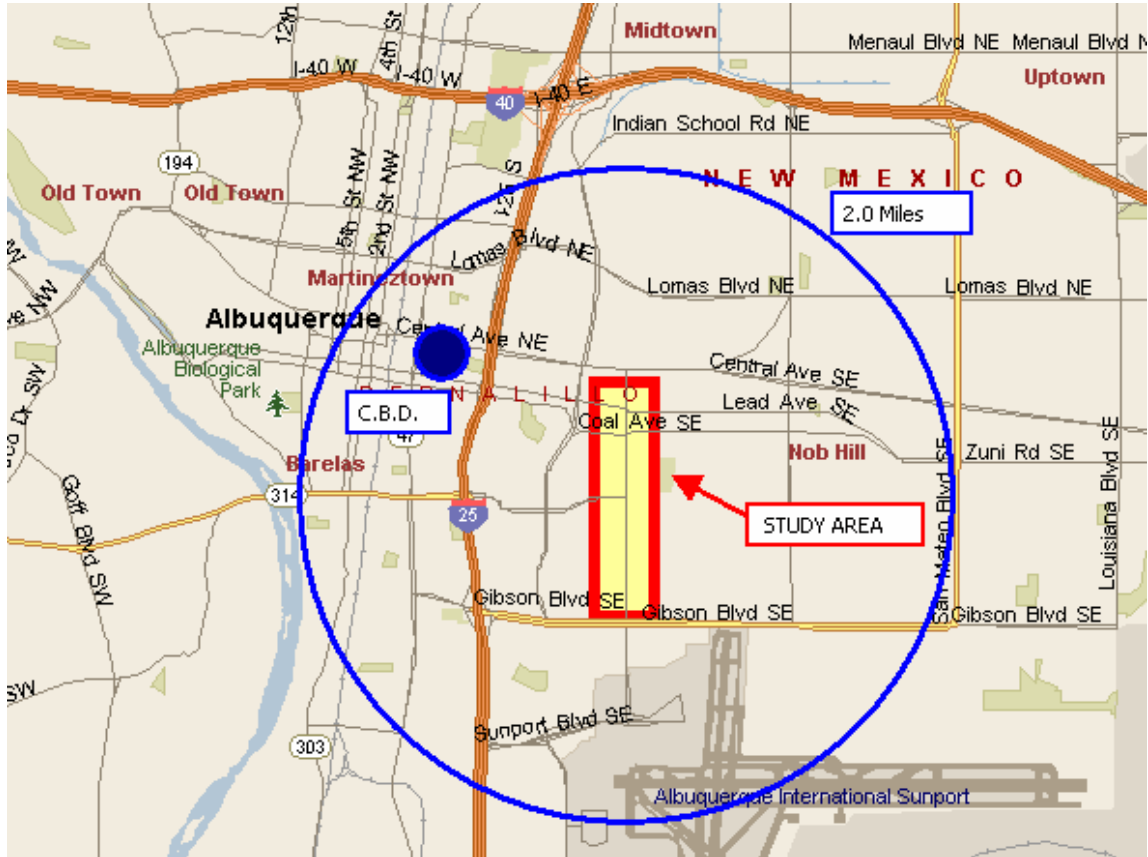 12th
4th St
Midtown
Menaul Blvd NE
Menaul Blvd N
I-40 W
I-40 W
I-40 E
40
Uptown
Indian School Rd NE
194
I-25 S
NEW MEXICO
Old Town
Old Town
2.0 Miles
5th St NW
2nd St NW
Lomas Blvd NE
Martineztown
Lomas Blvd NE
Lomas Blvd NE
ve NW
Albuquerque
Central Ave NE
Albuquerque
Biological
Park
Central Ave SE
BERNALILLO
C.B.D.
Lead Ave SE
Coal Ave SE
47
Dr SW
Barelas
Nob Hill
Zuni Rd SE
314
Goff Blvd SW
25
STUDY AREA
San Mateo Blvd SE
Louisiana Blvd SE
Gibson Blvd SE
Gibson Blvd SE
Gibson Blvd SE
SW
Sunport Blvd SE
303
Albuquerque International Sunport